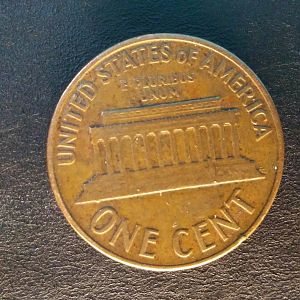 UNITED STATES OF AMERICA
E PLURIBUS
UNUM
ONE CENT